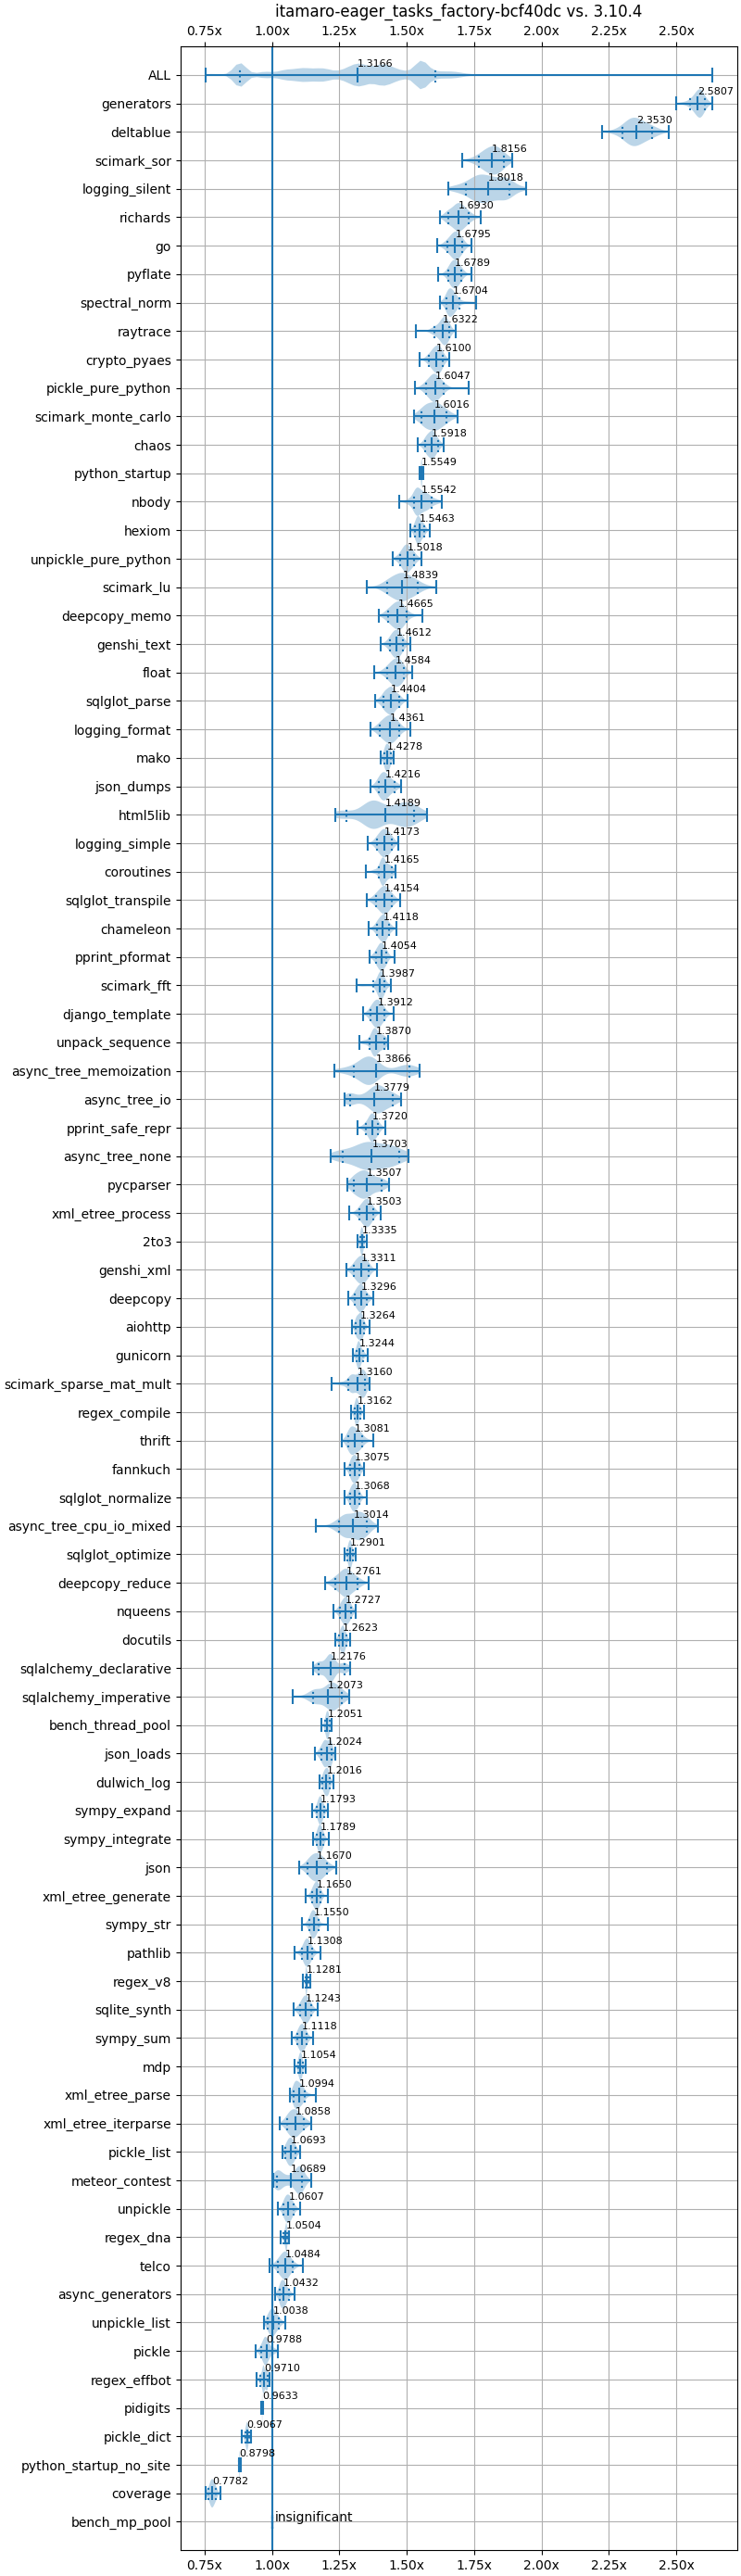 itamaro-eager_tasks_factory-bcf40dc vs. 3.10.4
0.75x 1.00x 1.25x 1.50x 1.75x 2.00x 2.25x 2.50x
ALL 1.3166
generators 2.5807
deltablue 2.3530
scimark_sor 1.8156
logging_silent 1.8018
richards 1.6930
go 1.6795
pyflate 1.6789
spectral_norm 1.6704
raytrace 1.6322
crypto_pyaes 1.6100
pickle_pure_python 1.6047
scimark_monte_carlo 1.6016
chaos 1.5918
python_startup 1.5549
nbody 1.5542
hexiom 1.5463
unpickle_pure_python 1.5018
scimark_lu 1.4839
deepcopy_memo 1.4665
genshi_text 1.4612
float 1.4584
sqlglot_parse 1.4404
logging_format 1.4361
mako 1.4278
json_dumps 1.4216
html5lib 1.4189
logging_simple 1.4173
coroutines 1.4165
sqlglot_transpile 1.4154
chameleon 1.4118
pprint_pformat 1.4054
scimark_fft 1.3987
django_template 1.3912
unpack_sequence 1.3870
async_tree_memoization 1.3866
async_tree_io 1.3779
pprint_safe_repr 1.3720
async_tree_none 1.3703
pycparser 1.3507
xml_etree_process 1.3503
2to3 1.3335
genshi_xml 1.3311
deepcopy 1.3296
aiohttp 1.3264
gunicorn 1.3244
scimark_sparse_mat_mult 1.3160
regex_compile 1.3162
thrift 1.3081
fannkuch 1.3075
sqlglot_normalize 1.3068
async_tree_cpu_io_mixed 1.3014
sqlglot_optimize 1.2901
deepcopy_reduce 1.2761
nqueens 1.2727
docutils 1.2623
sqlalchemy_declarative 1.2176
sqlalchemy_imperative 1.2073
bench_thread_pool 1.2051
json_loads 1.2024
dulwich_log 1.2016
sympy_expand 1.1793
sympy_integrate 1.1789
json 1.1670
xml_etree_generate 1.1650
sympy_str 1.1550
pathlib 1.1308
regex_v8 1.1281
sqlite_synth 1.1243
sympy_sum 1.1118
mdp 1.1054
xml_etree_parse 1.0994
xml_etree_iterparse 1.0858
pickle_list 1.0693
meteor_contest 1.0689
unpickle 1.0607
regex_dna 1.0504
telco 1.0484
async_generators 1.0432
unpickle_list 1.0038
pickle 0.9788
regex_effbot 0.9710
pidigits 0.9633
pickle_dict 0.9067
python_startup_no_site 0.8798
coverage 0.7782
bench_mp_pool insignificant
0.75x 1.00x 1.25x 1.50x 1.75x 2.00x 2.25x 2.50x